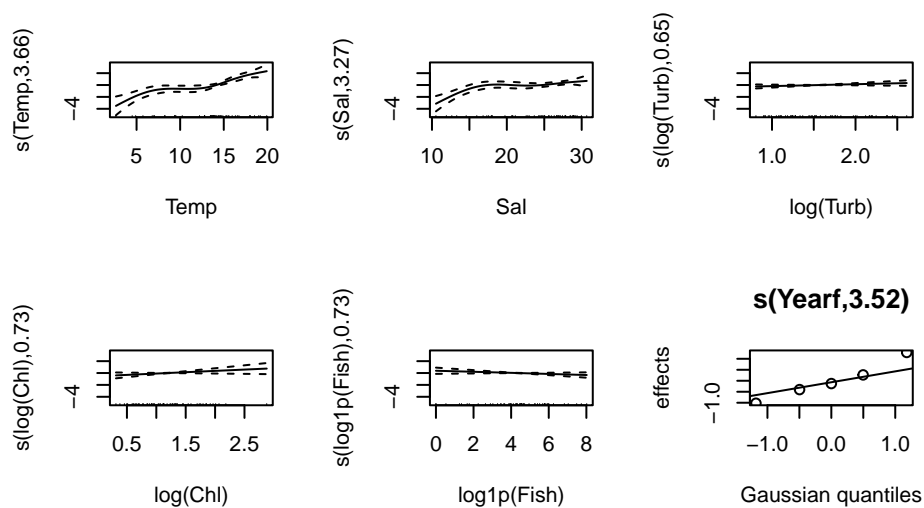 s(Temp,3.66)
-4
5 10 15 20
Temp
s(Sal,3.27)
-4
10 20 30
Sal
s(log(Turb),0.65)
-4
1.0 2.0
log(Turb)
s(log(Chl),0.73)
-4
0.5 1.5 2.5
log(Chl)
s(log1p(Fish),0.73)
-4
0 2 4 6 8
log1p(Fish)
s(Yearf,3.52)
effects
-1.0
-1.0 0.0 1.0
Gaussian quantiles